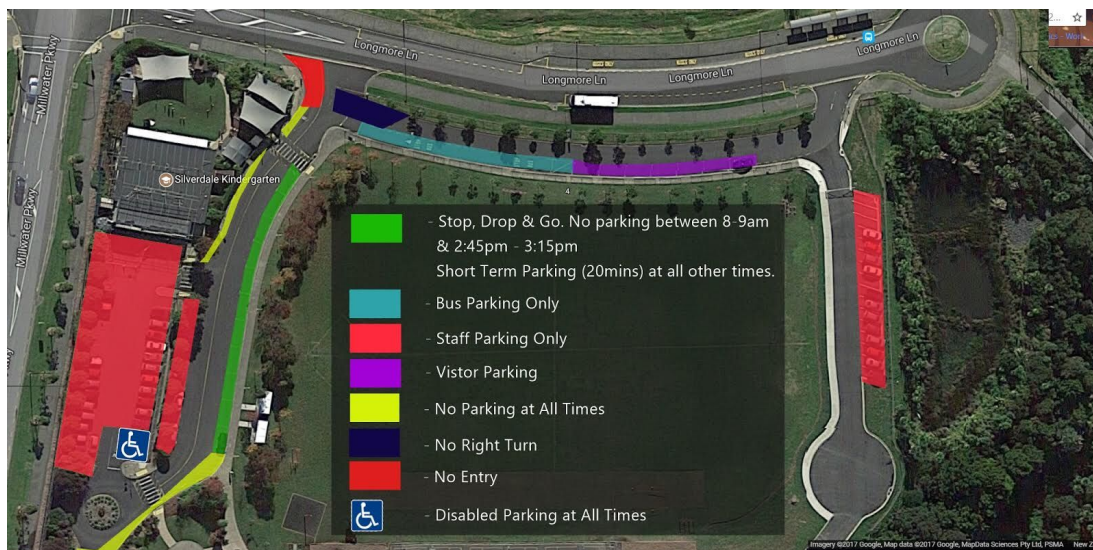 2...
Longmore Ln
Longmore Ln
Longmore Ln
Longmore Ln
Millwater Pkwy
Millwater Pkwy
Silverdale Kindergarten
4
- Stop, Drop & Go. No parking between 8-9am
& 2:45pm - 3:15pm
Short Term Parking (20mins) at all other times.
- Bus Parking Only
- Staff Parking Only
- Vistor Parking
- No Parking at All Times
- No Right Turn
- No Entry
- Disabled Parking at All Times
Imagery ©2017 Google, Map data ©2017 Google, MapData Sciences Pty Ltd, PSMA New Z